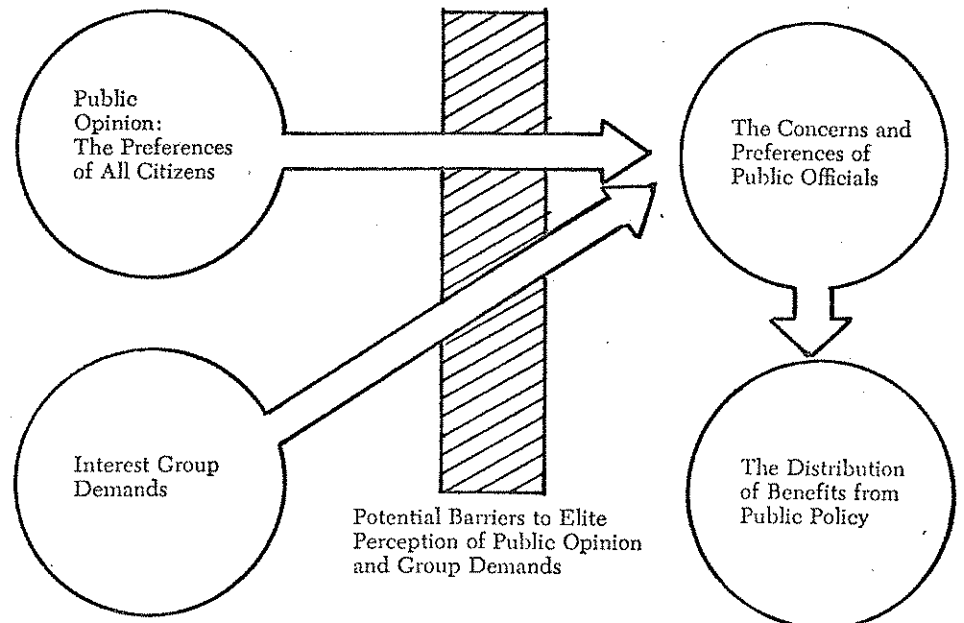 Public
Opinion:
The Preferences
of All Citizens
The Concerns and
Preferences of
Public Officials
Interest Group
Demands
Potential Barriers to Elite
Perception of Public Opinion
and Group Demands
The Distribution
of Benefits from
Public Policy